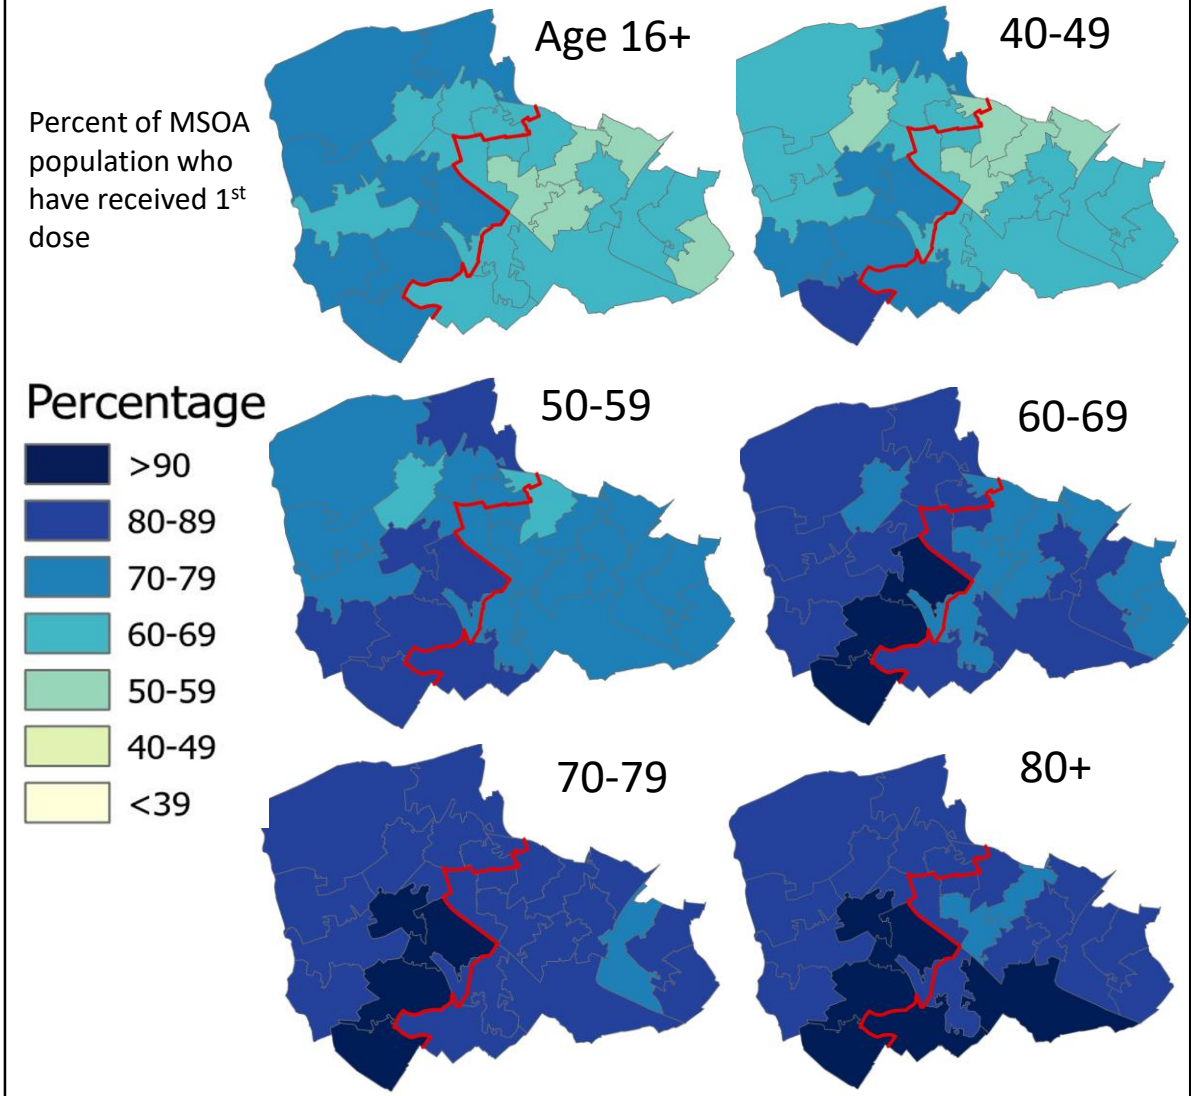 Age 16+
40-49
Percent of MSOA
population who
have received 1st
dose
50-59
60-69
Percentage
>90
80-89
70-79
60-69
50-59
40-49
<39
70-79
80+